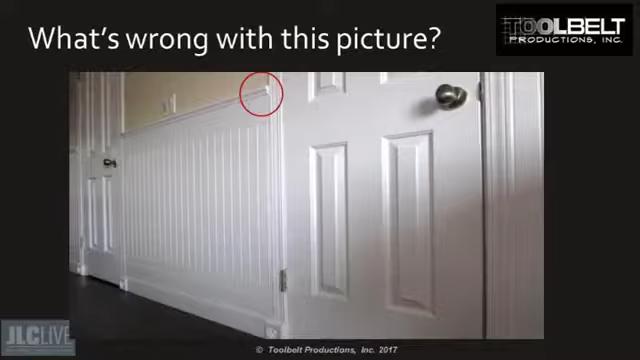 What's wrong with this picture?
TOOLBELT
PRODUCTIONS, INC.
JLCLIVE
© Toolbelt Productions, Inc. 2017